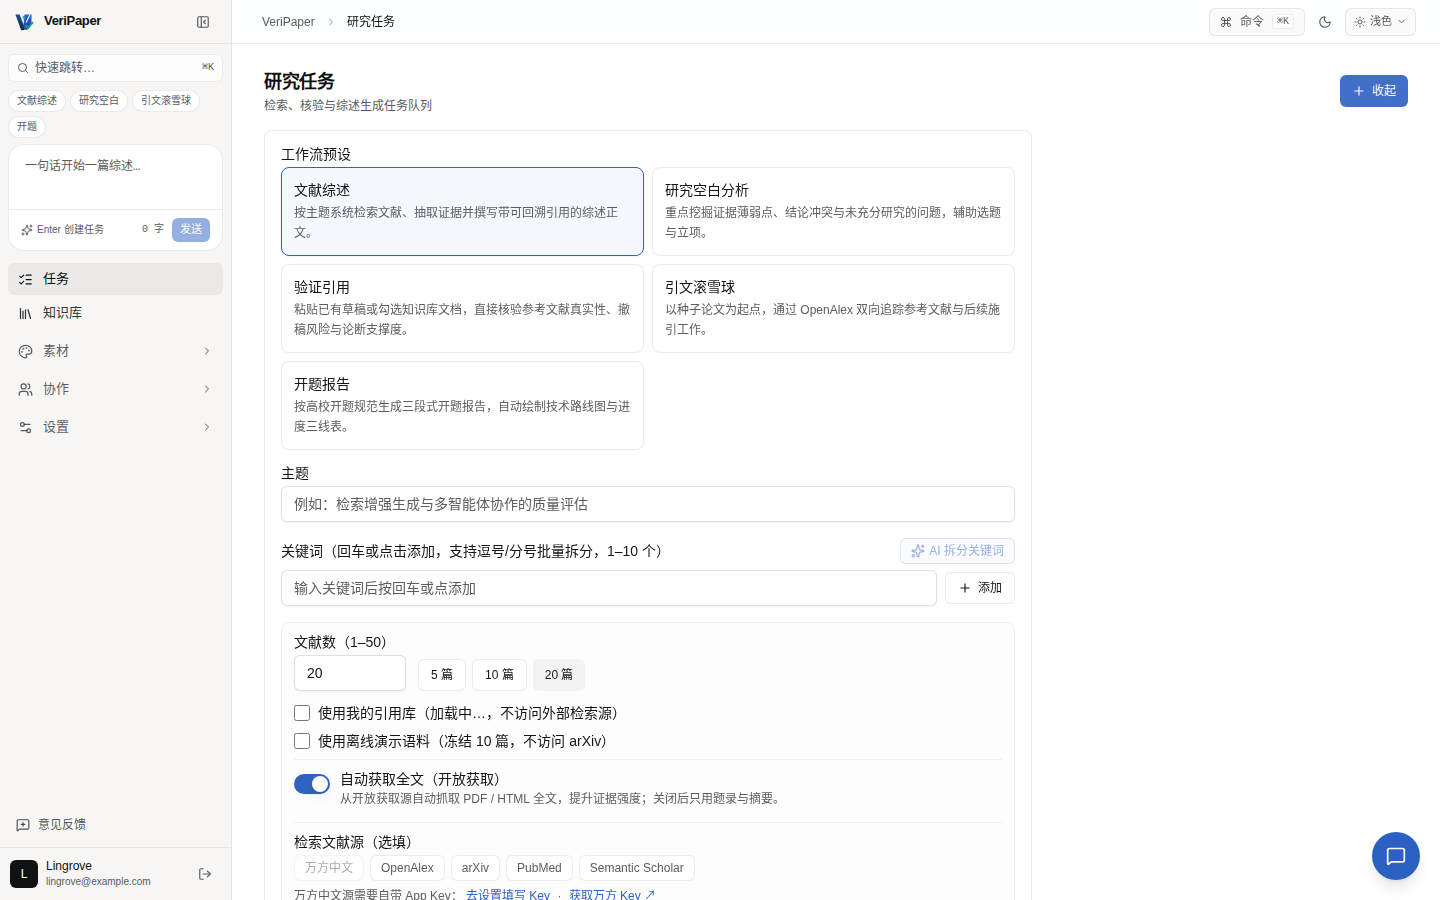 VeriPaper
快速跳转… ⌘K
文献综述 研究空白 引文滚雪球
开题
一句话开始一篇综述…
Enter 创建任务 0 字 发送
任务
知识库
素材
协作
设置
意见反馈
L Lingrove
lingrove@example.com
VeriPaper 研究任务
命令 ⌘K 浅色
研究任务
检索、核验与综述生成任务队列
收起
工作流预设
文献综述
按主题系统检索文献、抽取证据并撰写带可回溯引用的综述正
文。
研究空白分析
重点挖掘证据薄弱点、结论冲突与未充分研究的问题，辅助选题
与立项。
验证引用
粘贴已有草稿或勾选知识库文档，直接核验参考文献真实性、撤
稿风险与论断支撑度。
引文滚雪球
以种子论文为起点，通过 OpenAlex 双向追踪参考文献与后续施
引工作。
开题报告
按高校开题规范生成三段式开题报告，自动绘制技术路线图与进
度三线表。
主题
例如：检索增强生成与多智能体协作的质量评估
关键词（回车或点击添加，支持逗号/分号批量拆分，1–10 个）
AI 拆分关键词
输入关键词后按回车或点添加
添加
文献数（1–50）
20 5 篇 10 篇 20 篇
使用我的引用库（加载中…，不访问外部检索源）
使用离线演示语料（冻结 10 篇，不访问 arXiv）
自动获取全文（开放获取）
从开放获取源自动抓取 PDF / HTML 全文，提升证据强度；关闭后只用题录与摘要。
检索文献源（选填）
万方中文 OpenAlex arXiv PubMed Semantic Scholar
万方中文源需要自带 App Key： 去设置填写 Key · 获取万方 Key ↗